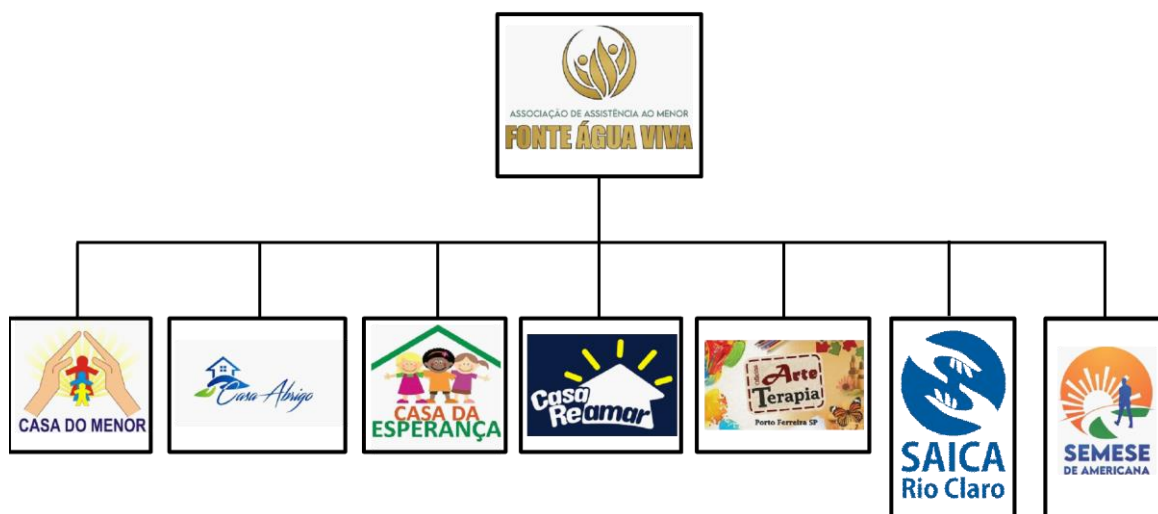 ASSOCIAÇÃO DE ASSISTÊNCIA AO MENOR
FONTE ÁGUA VIVA
CASA DO MENOR
Casa Abrigo
CASA DA
ESPERANÇA
Casa
Reamar
Arte
Terapia
Porto Ferreira SP
SAICA
Rio Claro
SEMESE
DE AMERICANA